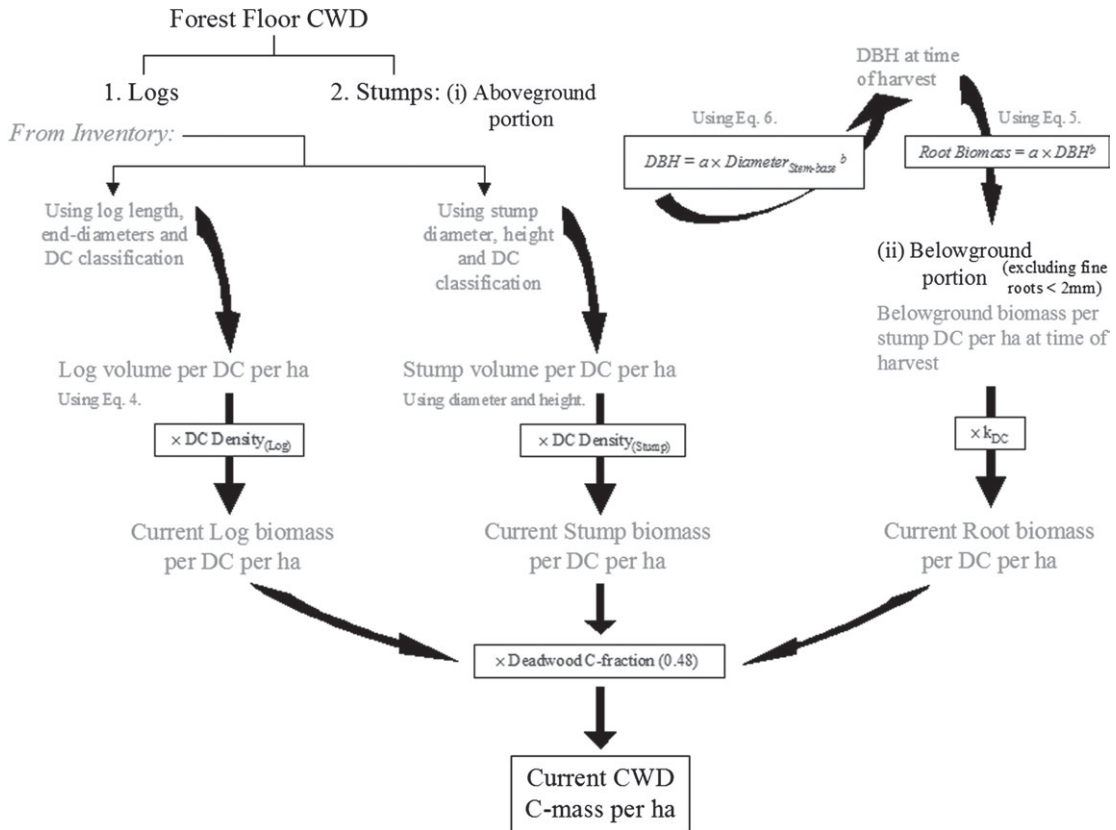 Forest Floor CWD
1. Logs
2. Stumps: (i) Aboveground
portion
From Inventory:
Using log length,
end-diameters and
DC classification
Using stump
diameter, height
and DC
classification
Log volume per DC per ha
Using Eq. 4.
× DC Density(Log)
Current Log biomass
per DC per ha
Stump volume per DC per ha
Using diameter and height.
× DC Density(Stump)
Current Stump biomass
per DC per ha
Using Eq. 6.
DBH = a × Diameter Stem-base b
DBH at time
of harvest
Using Eq. 5.
Root Biomass = a × DBH b
(ii) Belowground
portion (excluding fine
roots < 2mm)
Belowground biomass per
stump DC per ha at time of
harvest
× kDC
Current Root biomass
per DC per ha
× Deadwood C-fraction (0.48)
Current CWD
C-mass per ha